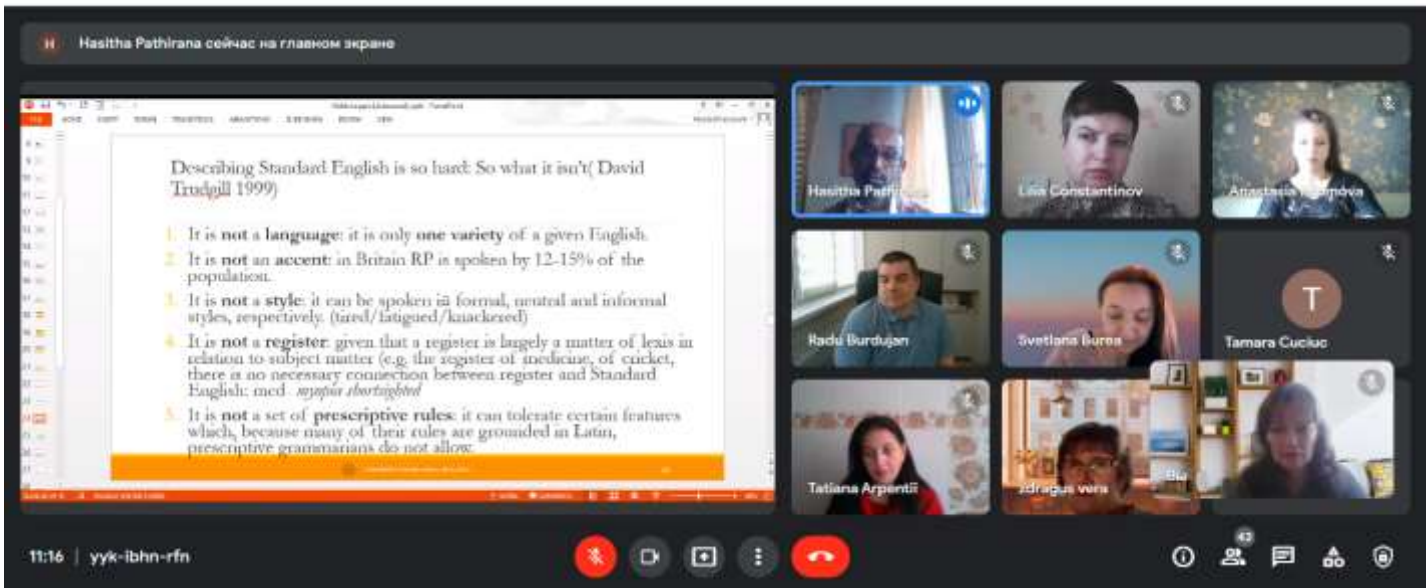 H Hasitha Pathirana сейчас на главном экране
Describing Standard English is so hard: So what it isn't( David
Trudgill 1999)
1. It is not a language: it is only one variety of a given English.
2. It is not an accent: in Britain RP is spoken by 12-15% of the
population.
3. It is not a style: it can be spoken in formal, neutral and informal
styles, respectively. (tired/fatigued/knackered)
4. It is not a register: given that a register is largely a matter of lexis in
relation to subject matter (e.g. the register of medicine, of cricket,
there is no necessary connection between register and Standard
English: med myopia shortsighted
5. It is not a set of prescriptive rules: it can tolerate certain features
which, because many of their rules are grounded in Latin,
prescriptive grammarians do not allow.
Hasitha
Lilia Constantinov
Anastasia
Radu Burdujan
Svetlana Burea
T
Tamara Cuciuc
Tatiana Arpentii
vera
11:16 | yyk-ibhn-rfn
43